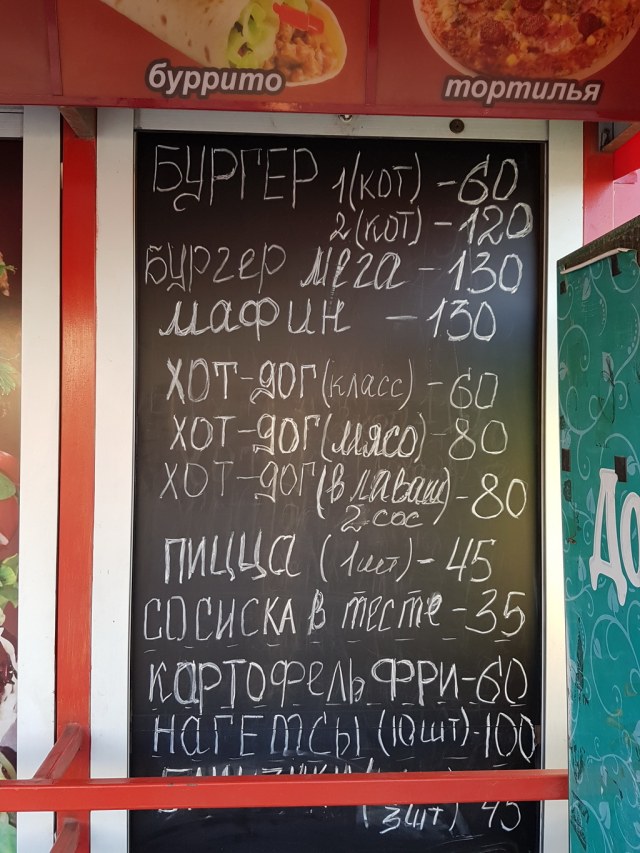 буррито
тортилья
БУРГЕР 1(КОТ) - 60
2(КОТ) - 120
БУРГЕР МЕГА - 130
МАФИН - 130
ХОТ-ДОГ (КЛАСС) - 60
ХОТ-ДОГ (МЯСО) - 80
ХОТ-ДОГ (В ЛАВАШ) - 80
2-СОС
ПИЦЦА (1шт) - 45
СОСИСКА В ТЕСТЕ - 35
КАРТОФЕЛЬ ФРИ - 60
НАГЕТСЫ (10шт) - 100
(3шт) 45
До